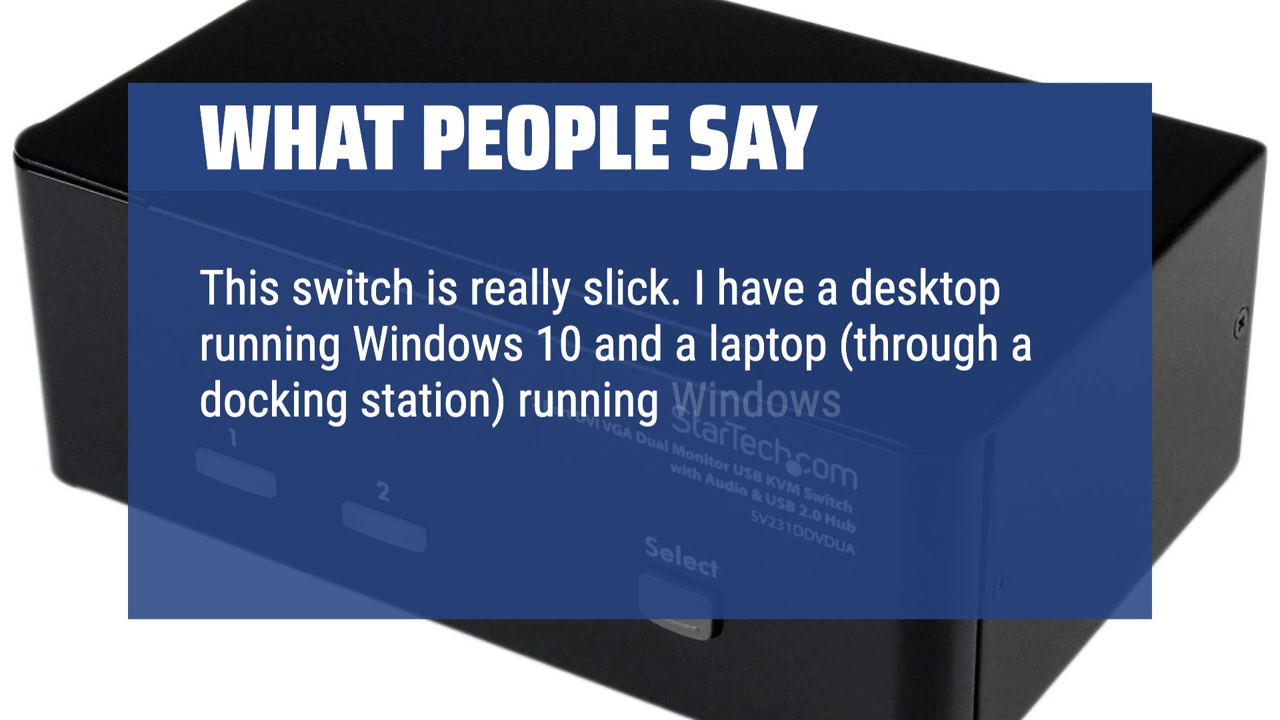 WHAT PEOPLE SAY
This switch is really slick. I have a desktop
running Windows 10 and a laptop (through a
docking station) running Windows
StarTech.com
VGA Dual Monitor USB KVM Switch
with Audio & USB 2.0 Hub
SV231DDVDUA
1
2
Select